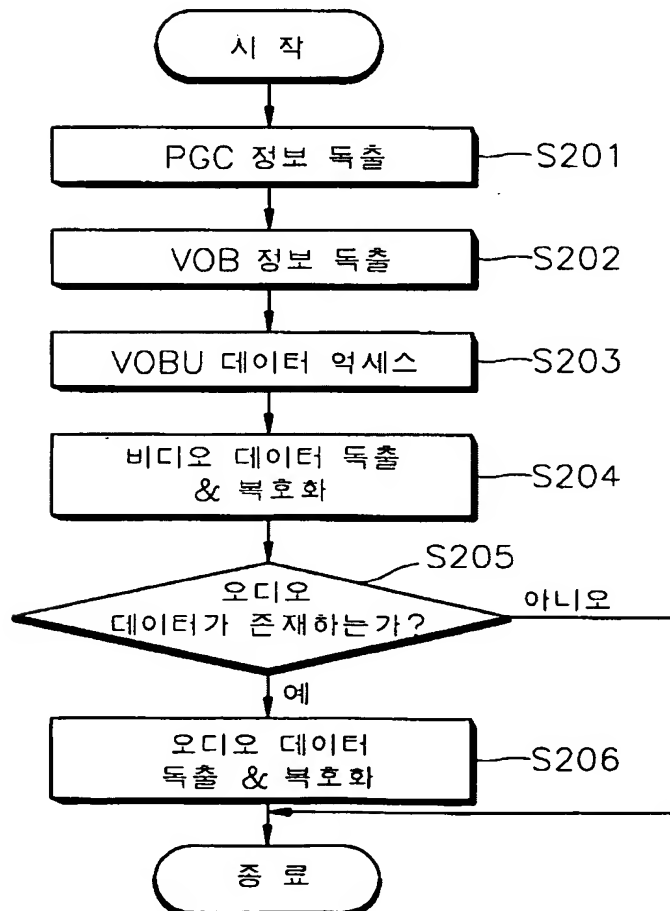 시 작
PGC 정보 독출
S201
VOB 정보 독출
S202
VOBU 데이터 억세스
S203
비디오 데이터 독출
& 복호화
S204
S205
오디오
데이터가 존재하는가?
아니오
예
오디오 데이터
독출 & 복호화
S206
종 료